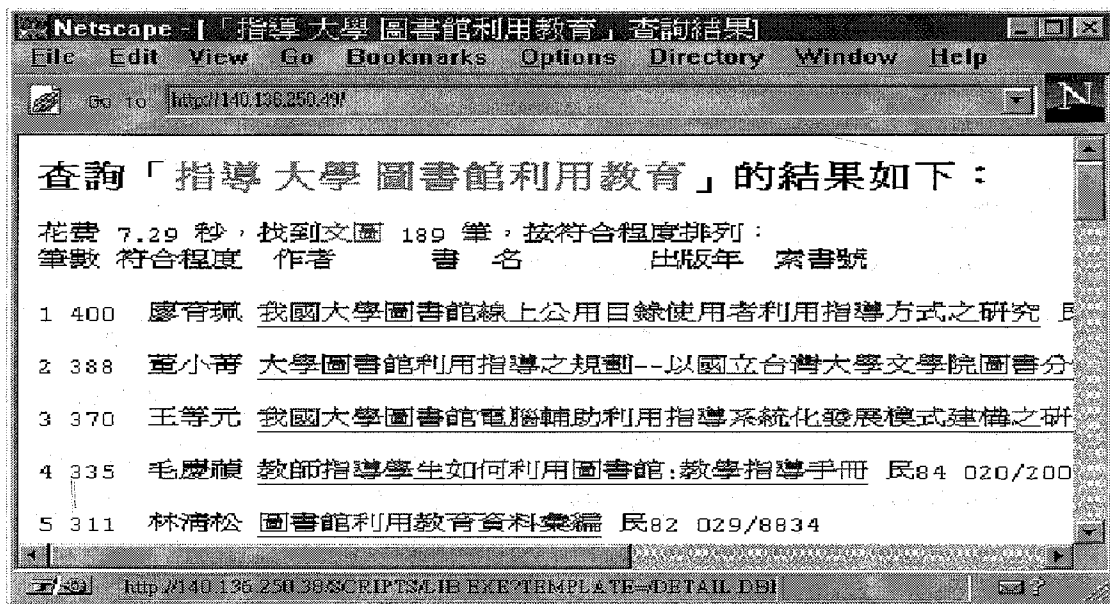 Netscape - [「指導 大學 圖書館利用教育」查詢結果]
File Edit View Go Bookmarks Options Directory Window Help
Go to http://140.136.250.49/
查詢「指導 大學 圖書館利用教育」的結果如下：
花費 7.29 秒，找到文圖 189 筆，按符合程度排列：
筆數 符合程度 作者 書 名 出版年 索書號
1 400 廖宥珮 我國大學圖書館線上公用目錄使用者利用指導方式之研究 民
2 388 董小菁 大學圖書館利用指導之規劃--以國立台灣大學文學院圖書分
3 370 王等元 我國大學圖書館電腦輔助利用指導系統化發展模式建構之研
4 335 毛慶禎 教師指導學生如何利用圖書館:教學指導手冊 民84 020/200
5 311 林清松 圖書館利用教育資料彙編 民82 029/8834
http://140.136.250.38/SCRIPTS/LIB.EXE?TEMPLATE=/DETAIL.DBI